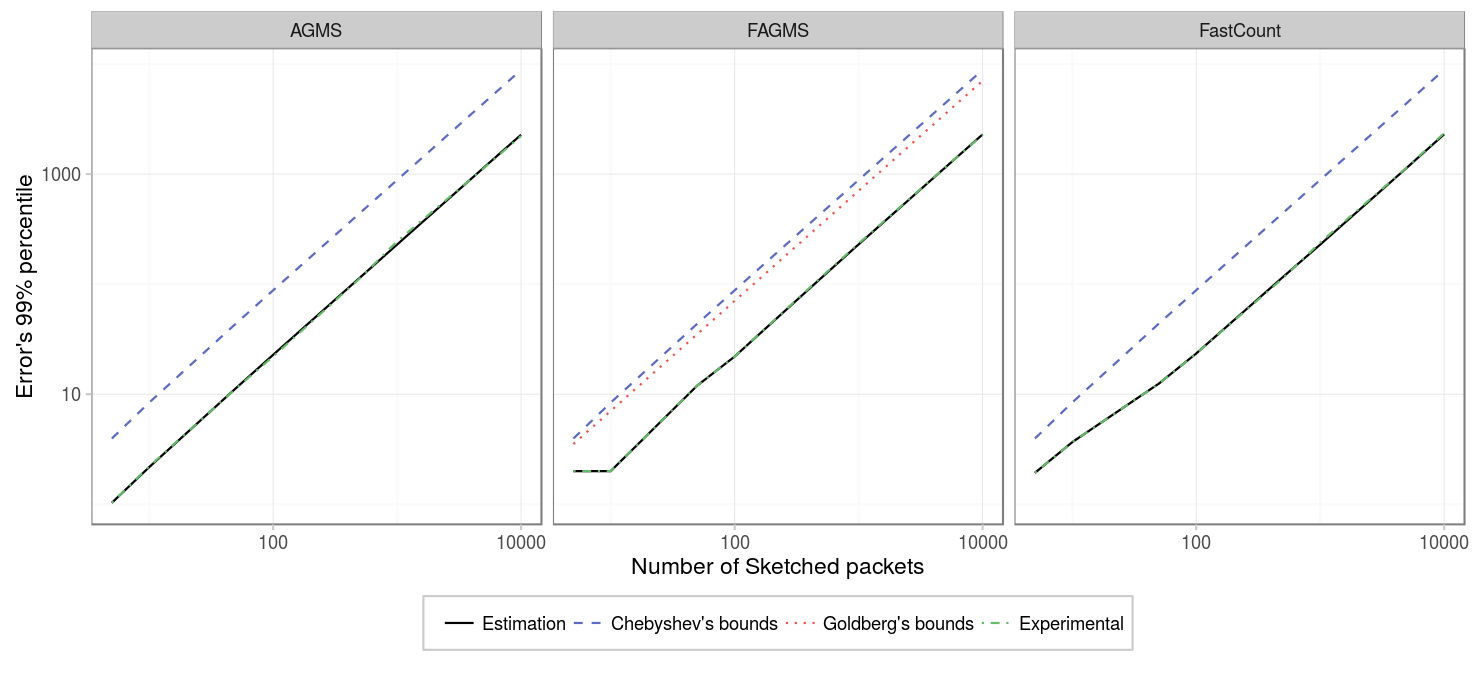 AGMS
FAGMS
FastCount
Error's 99% percentile
1000
10
100
10000
100
10000
100
10000
Number of Sketched packets
Estimation
Chebyshev's bounds
Goldberg's bounds
Experimental